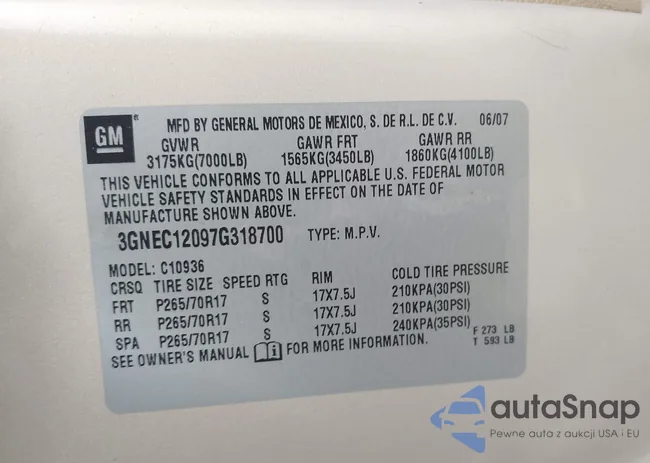 GM ®
MFD BY GENERAL MOTORS DE MEXICO, S. DE R.L. DE C.V. 06/07
GVWR GAWR FRT GAWR RR
3175KG(7000LB) 1565KG(3450LB) 1860KG(4100LB)
THIS VEHICLE CONFORMS TO ALL APPLICABLE U.S. FEDERAL MOTOR
VEHICLE SAFETY STANDARDS IN EFFECT ON THE DATE OF
MANUFACTURE SHOWN ABOVE.
3GNEC12097G318700 TYPE: M.P.V.
MODEL: C10936
CRSQ TIRE SIZE SPEED RTG RIM COLD TIRE PRESSURE
FRT P265/70R17 S 17X7.5J 210KPA(30PSI)
RR P265/70R17 S 17X7.5J 210KPA(30PSI)
SPA P265/70R17 S 17X7.5J 240KPA(35PSI) F 273 LB
SEE OWNER'S MANUAL FOR MORE INFORMATION. T 593 LB
autaSnap
Pewne auta z aukcji USA i EU